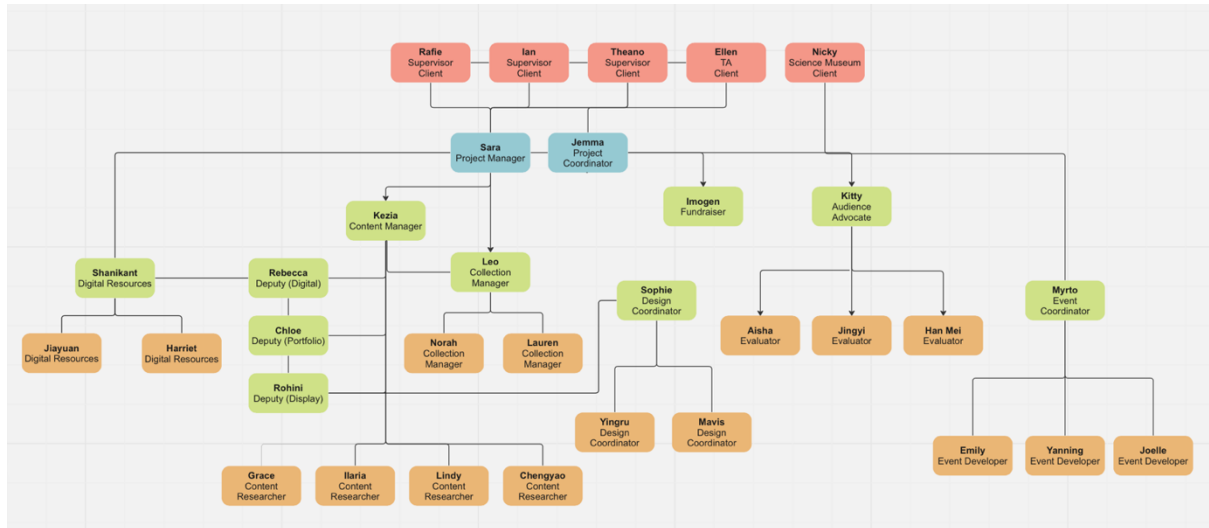 Rafie
Supervisor
Client
Ian
Supervisor
Client
Theano
Supervisor
Client
Ellen
TA
Client
Nicky
Science Museum
Client
Sara
Project Manager
Jemma
Project
Coordinator
Kezia
Content Manager
Imogen
Fundraiser
Kitty
Audience
Advocate
Shanikant
Digital Resources
Rebecca
Deputy (Digital)
Leo
Collection
Manager
Sophie
Design
Coordinator
Myrto
Event
Coordinator
Jiayuan
Digital Resources
Harriet
Digital Resources
Chloe
Deputy (Portfolio)
Norah
Collection
Manager
Lauren
Collection
Manager
Aisha
Evaluator
Jingyi
Evaluator
Han Mei
Evaluator
Rohini
Deputy (Display)
Yingru
Design
Coordinator
Mavis
Design
Coordinator
Emily
Event Developer
Yanning
Event Developer
Joelle
Event Developer
Grace
Content
Researcher
Ilaria
Content
Researcher
Lindy
Content
Researcher
Chengyao
Content
Researcher